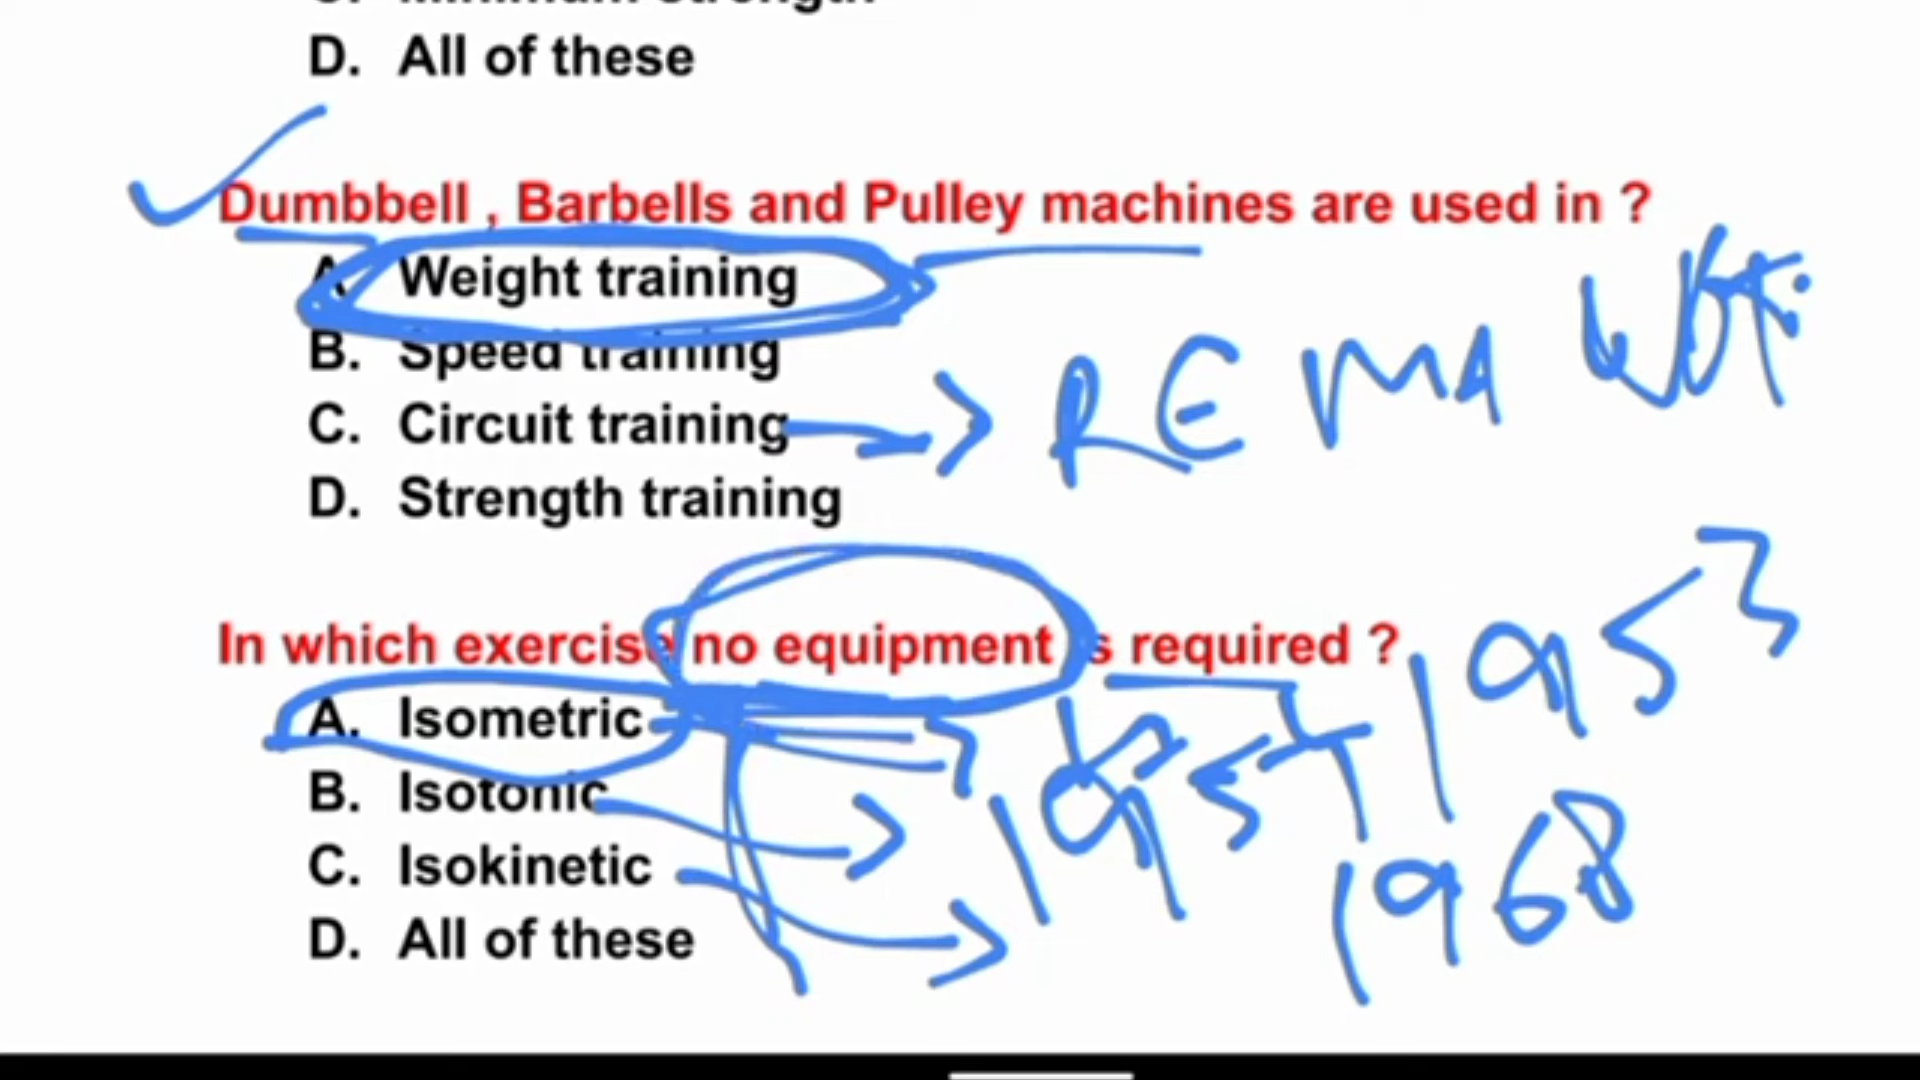 D. All of these
Dumbbell , Barbells and Pulley machines are used in ?
A. Weight training
B. Speed training
C. Circuit training
REMA
D. Strength training
In which exercise no equipment is required ?
1953
A. Isometric
1954
B. Isotonic
C. Isokinetic
1968
D. All of these